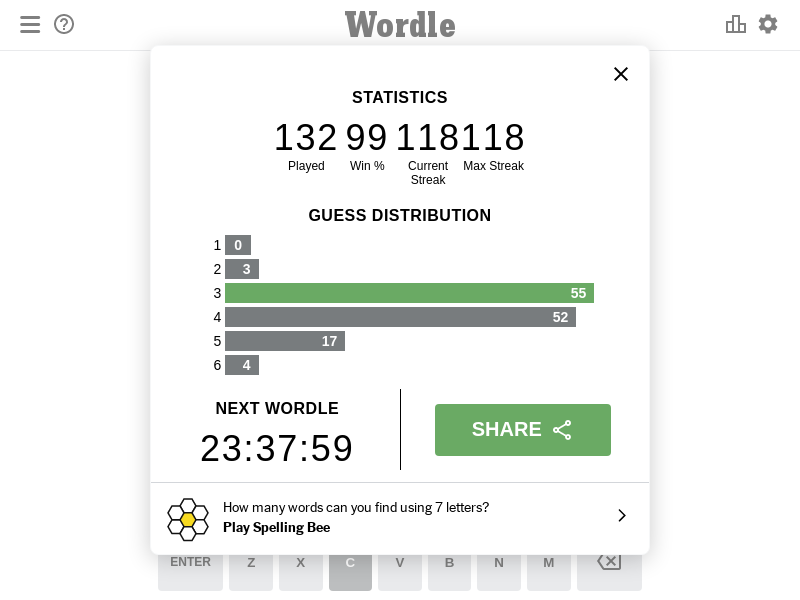 Wordle
STATISTICS
132 99 118 118
Played Win % Current Streak Max Streak
GUESS DISTRIBUTION
1 0
2 3
3 55
4 52
5 17
6 4
NEXT WORDLE
23:37:59
SHARE
How many words can you find using 7 letters?
Play Spelling Bee
ENTER Z X C V B N M